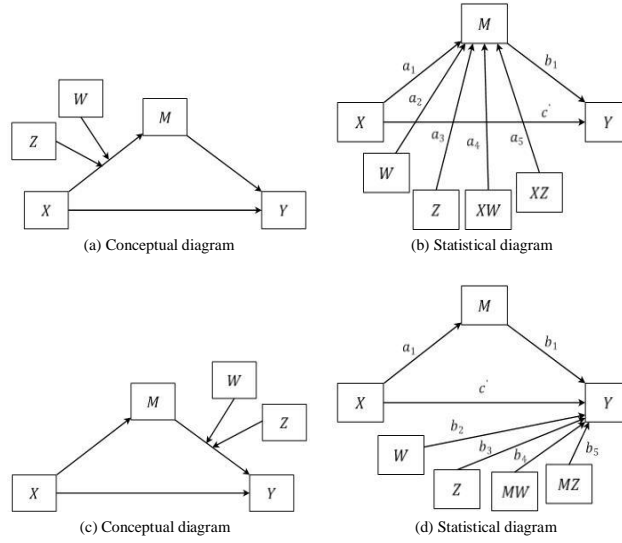 W
M
Z
X
Y
(a) Conceptual diagram
M
a₁
b₁
a₂
X
c'
Y
a₃
a₄
a₅
W
Z
XW
XZ
(b) Statistical diagram
W
M
Z
X
Y
(c) Conceptual diagram
M
a₁
b₁
X
c'
Y
b₂
b₃
b₄
b₅
W
Z
MW
MZ
(d) Statistical diagram